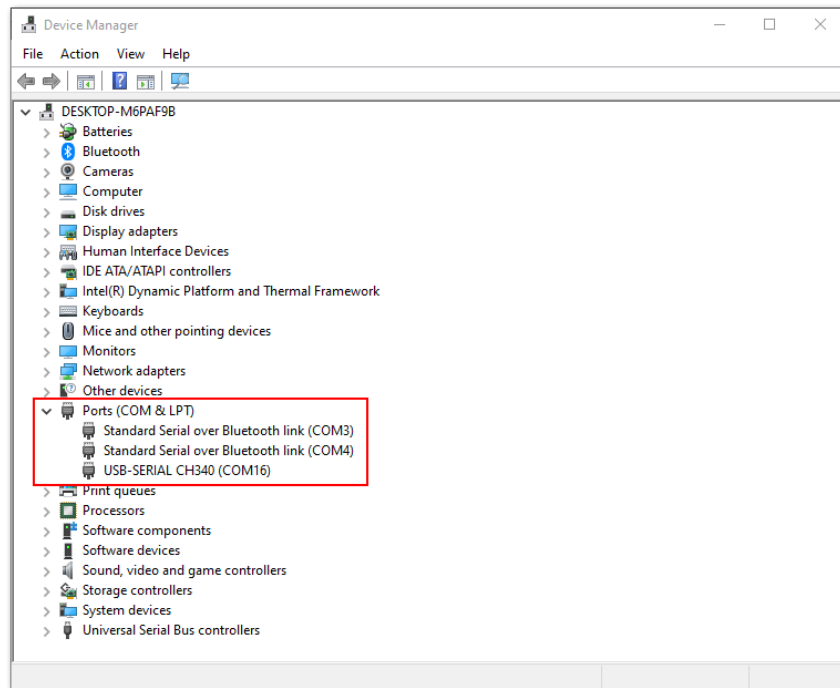 Device Manager
File Action View Help
DESKTOP-M6PAF9B
Batteries
Bluetooth
Cameras
Computer
Disk drives
Display adapters
Human Interface Devices
IDE ATA/ATAPI controllers
Intel(R) Dynamic Platform and Thermal Framework
Keyboards
Mice and other pointing devices
Monitors
Network adapters
Other devices
Ports (COM & LPT)
Standard Serial over Bluetooth link (COM3)
Standard Serial over Bluetooth link (COM4)
USB-SERIAL CH340 (COM16)
Print queues
Processors
Software components
Software devices
Sound, video and game controllers
Storage controllers
System devices
Universal Serial Bus controllers